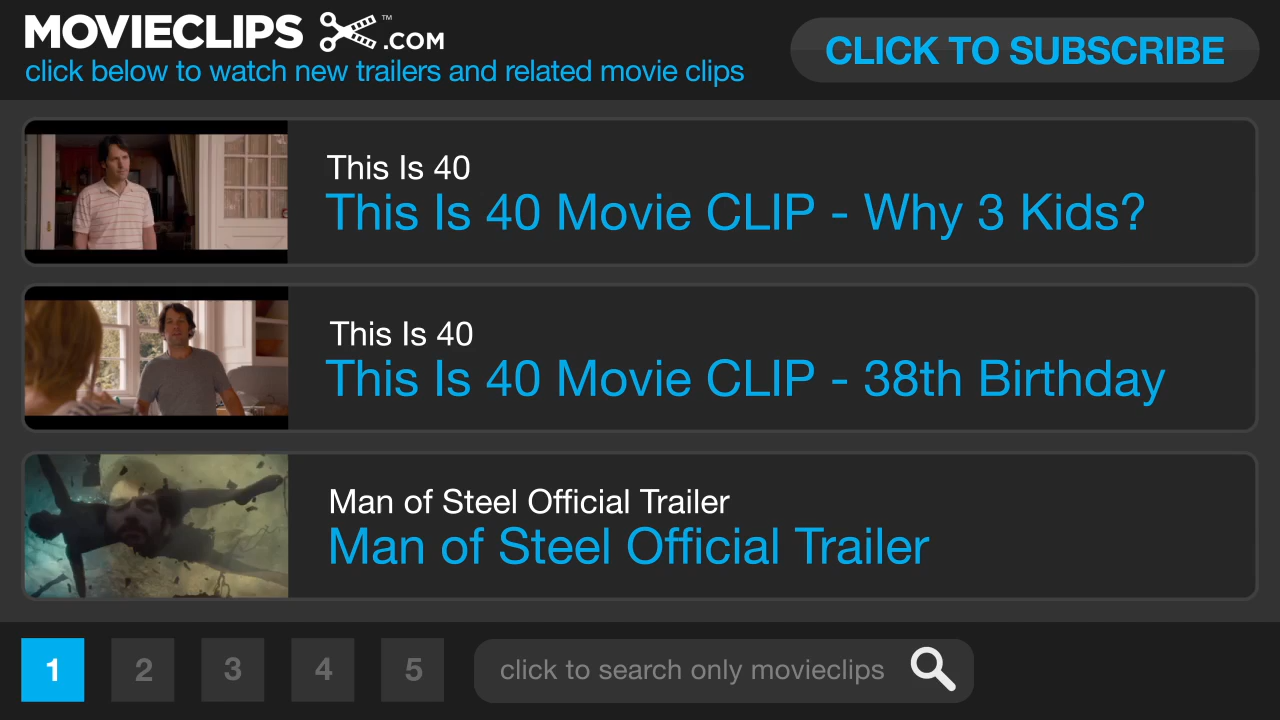 MOVIECLIPS ™ .COM
click below to watch new trailers and related movie clips
CLICK TO SUBSCRIBE
This Is 40
This Is 40 Movie CLIP - Why 3 Kids?
This Is 40
This Is 40 Movie CLIP - 38th Birthday
Man of Steel Official Trailer
Man of Steel Official Trailer
1 2 3 4 5 click to search only movieclips